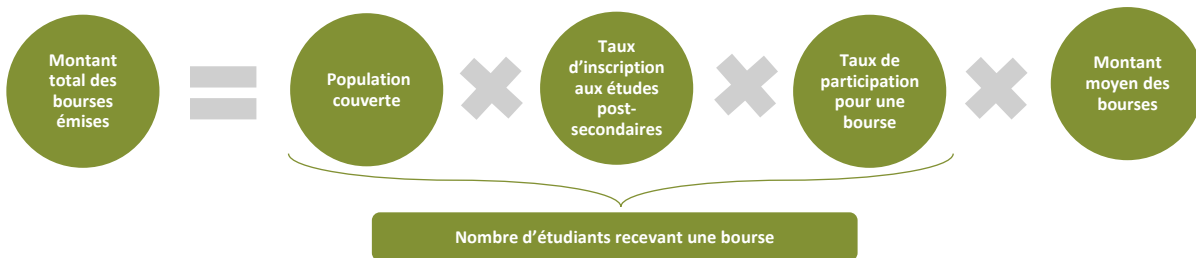 Montant
total des
bourses
émises
Population
couverte
Taux
d’inscription
aux études
post-
secondaires
Taux de
participation
pour une
bourse
Montant
moyen des
bourses
Nombre d’étudiants recevant une bourse